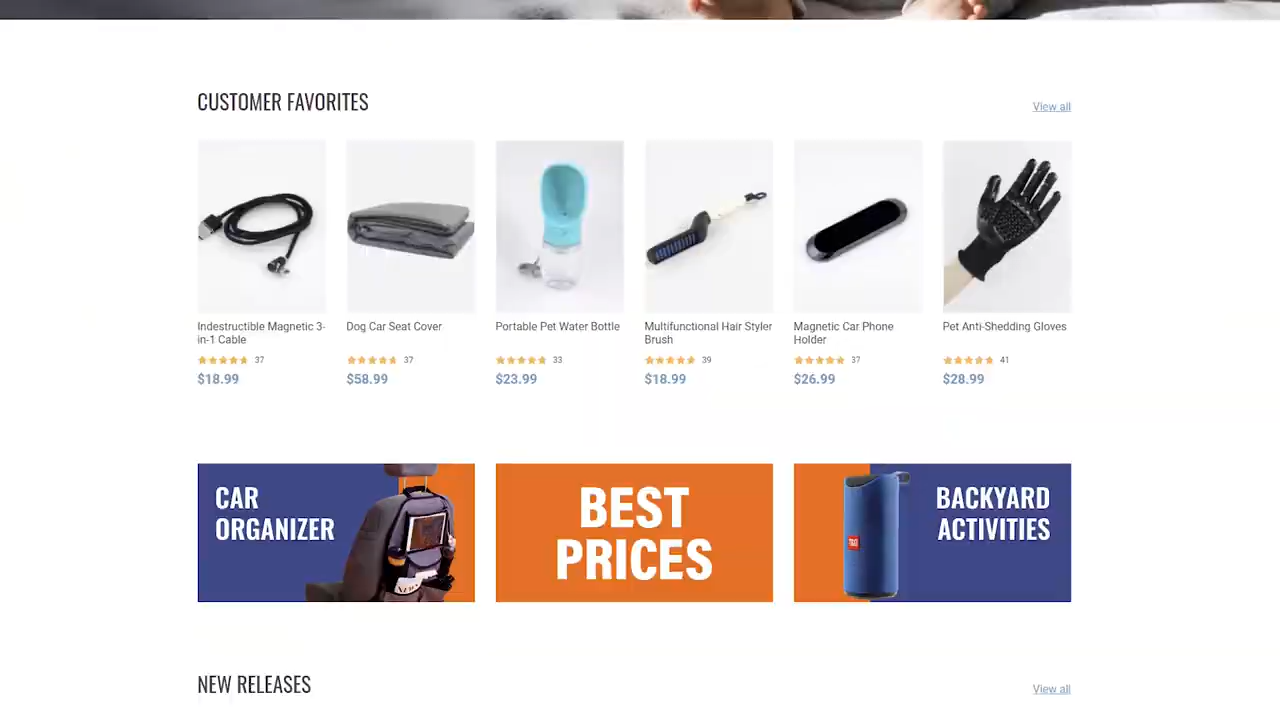 CUSTOMER FAVORITES
View all
Indestructible Magnetic 3-
in-1 Cable
37
$18.99
Dog Car Seat Cover
37
$58.99
Portable Pet Water Bottle
33
$23.99
Multifunctional Hair Styler
Brush
39
$18.99
Magnetic Car Phone
Holder
37
$26.99
Pet Anti-Shedding Gloves
41
$28.99
CAR
ORGANIZER
BEST
PRICES
BACKYARD
ACTIVITIES
NEW RELEASES
View all